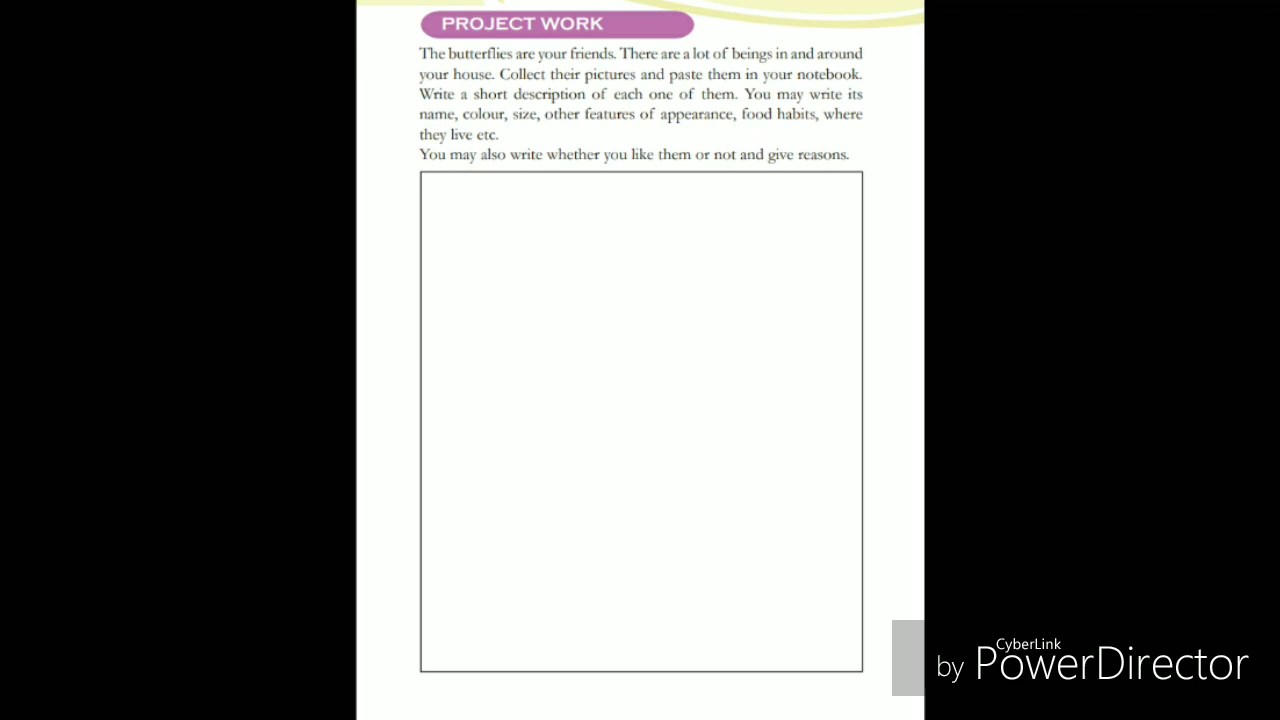 PROJECT WORK
The butterflies are your friends. There are a lot of beings in and around
your house. Collect their pictures and paste them in your notebook.
Write a short description of each one of them. You may write its
name, colour, size, other features of appearance, food habits, where
they live etc.
You may also write whether you like them or not and give reasons.
CyberLink
by PowerDirector